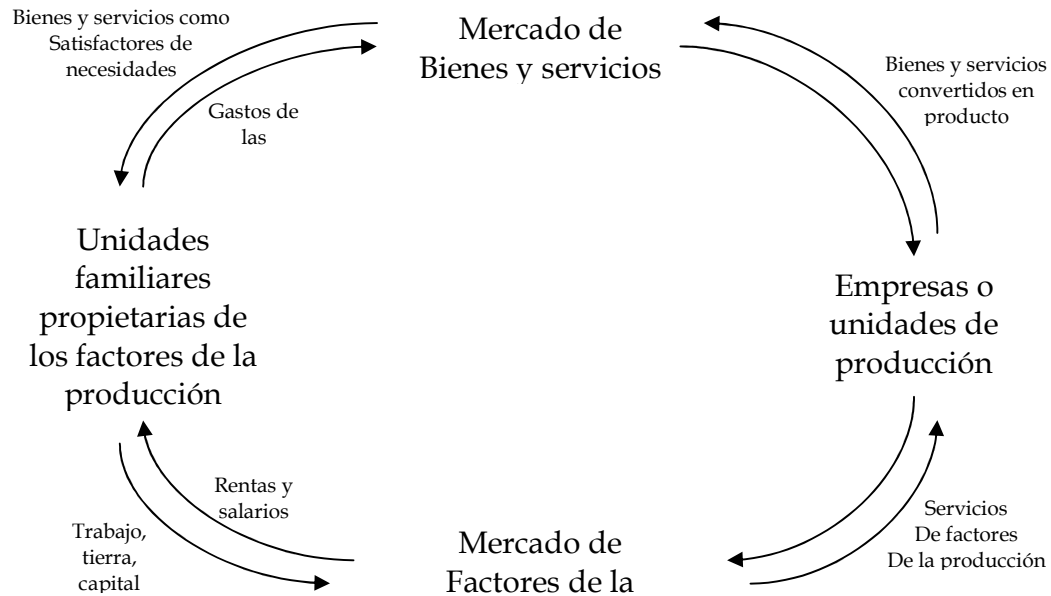 Bienes y servicios como
Satisfactores de
necesidades
Gastos de
las
Mercado de
Bienes y servicios
Bienes y servicios
convertidos en
producto
Unidades
familiares
propietarias de
los factores de la
producción
Empresas o
unidades de
producción
Rentas y
salarios
Trabajo,
tierra,
capital
Mercado de
Factores de la
Servicios
De factores
De la producción